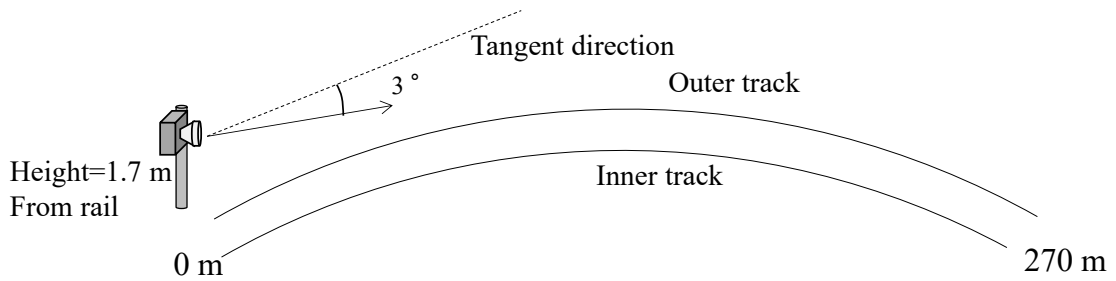 Tangent direction
3 °
Outer track
Height=1.7 m
From rail
Inner track
0 m
270 m